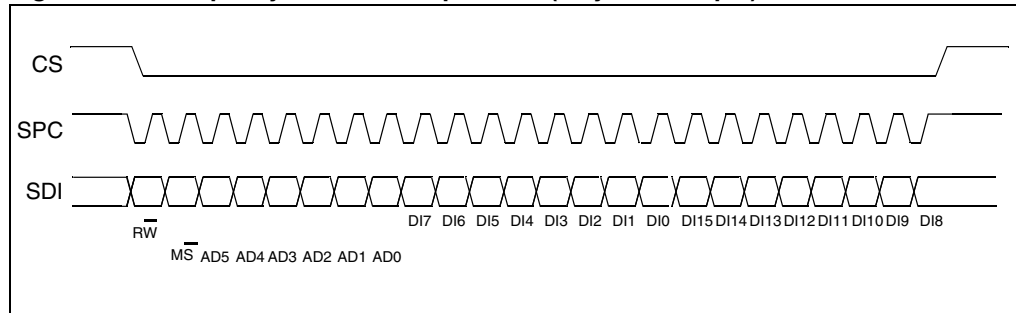 CS
SPC
SDI
DI7 DI6 DI5 DI4 DI3 DI2 DI1 DI0 DI15 DI14 DI13 DI12 DI11 DI10 DI9 DI8
RW̅
MS̅ AD5 AD4 AD3 AD2 AD1 AD0